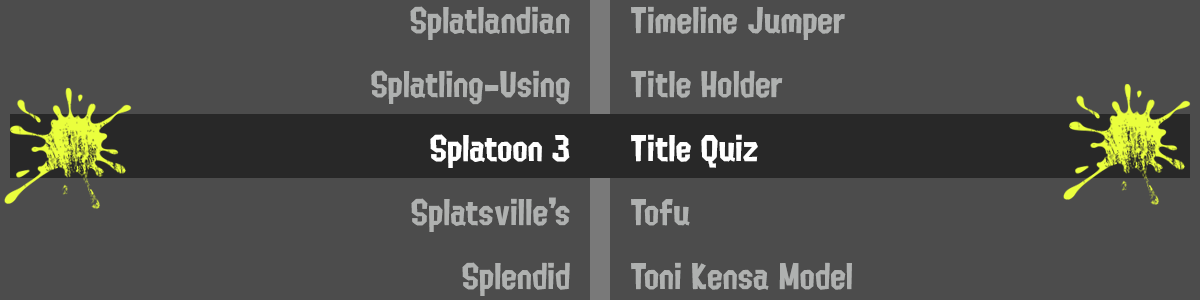 Splatlandian Timeline Jumper
Splatling-Using Title Holder
Splatoon 3 Title Quiz
Splatsville's Tofu
Splendid Toni Kensa Model